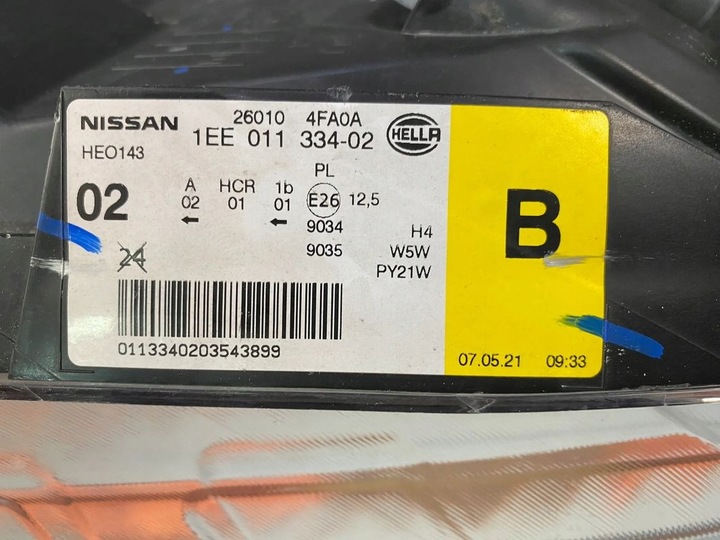 NISSAN 26010 4FA0A
1EE 011 334-02 HELLA
HEO143
PL
02 A HCR 1b E26 12,5
02 01 01
9034 H4
9035 W5W
24 PY21W
B
0113340203543899
07.05.21 09:33